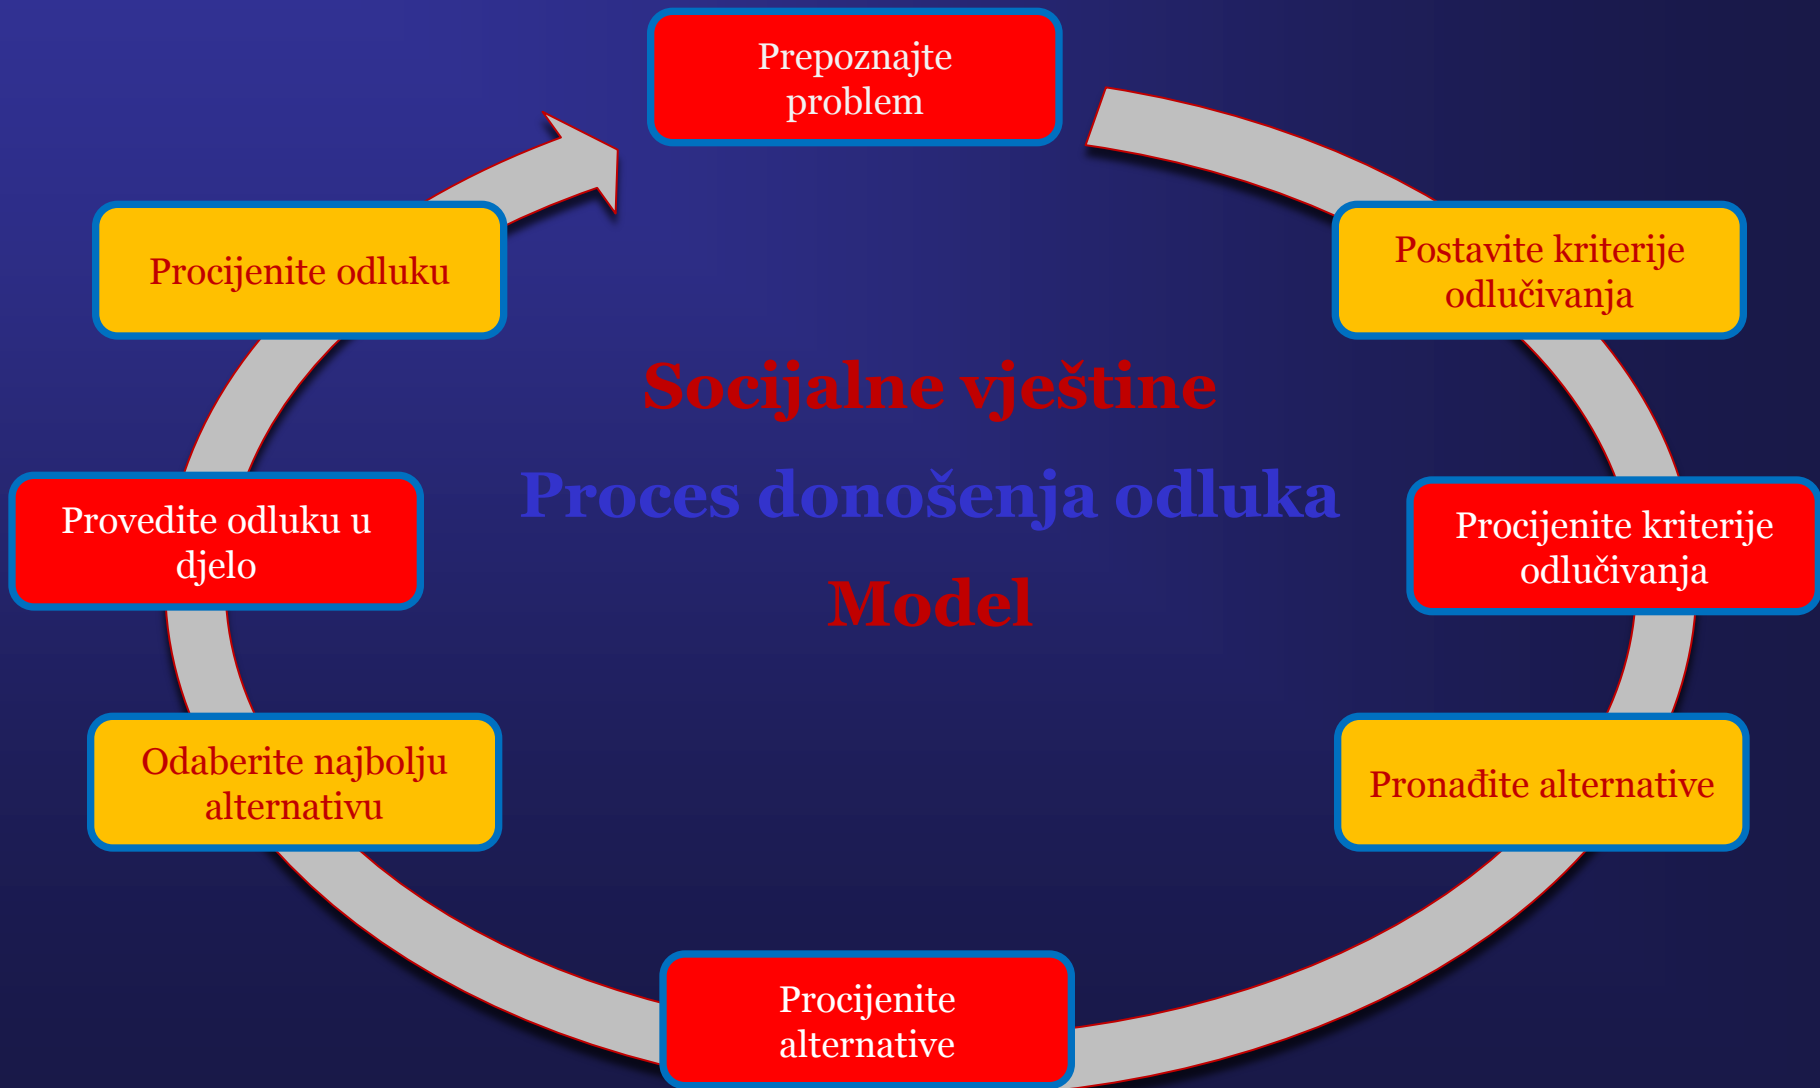 Prepoznajte
problem
Postavite kriterije
odlučivanja
Procijenite kriterije
odlučivanja
Pronađite alternative
Procijenite
alternative
Odaberite najbolju
alternativu
Provedite odluku u
djelo
Procijenite odluku
Socijalne vještine
Proces donošenja odluka
Model